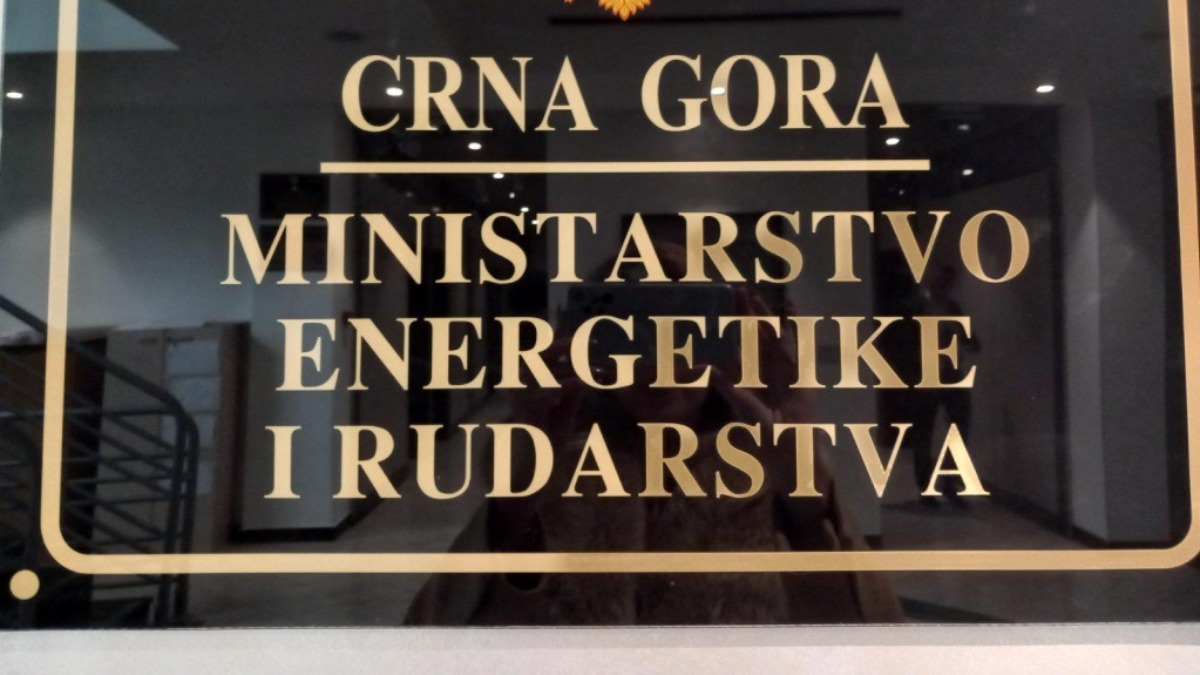 CRNA GORA
MINISTARSTVO
ENERGETIKE
I RUDARSTVA